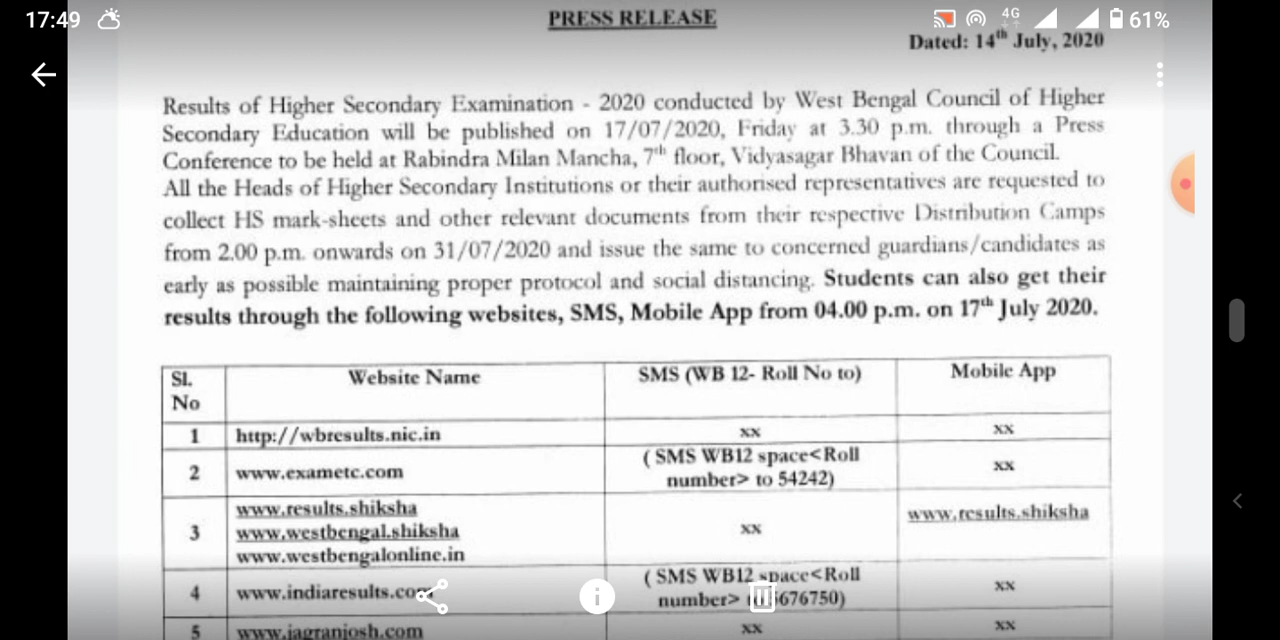 17:49
4G
61%
PRESS RELEASE
Dated: 14th July, 2020
Results of Higher Secondary Examination - 2020 conducted by West Bengal Council of Higher
Secondary Education will be published on 17/07/2020, Friday at 3.30 p.m. through a Press
Conference to be held at Rabindra Milan Mancha, 7th floor, Vidyasagar Bhavan of the Council.
All the Heads of Higher Secondary Institutions or their authorised representatives are requested to
collect HS mark-sheets and other relevant documents from their respective Distribution Camps
from 2.00 p.m. onwards on 31/07/2020 and issue the same to concerned guardians/candidates as
early as possible maintaining proper protocol and social distancing. Students can also get their
results through the following websites, SMS, Mobile App from 04.00 p.m. on 17th July 2020.
Sl. No | Website Name | SMS (WB 12- Roll No to) | Mobile App
1 http://wbresults.nic.in xx xx
2 www.exametc.com ( SMS WB12 space<Roll number> to 54242) xx
3 www.results.shiksha
www.westbengal.shiksha xx www.results.shiksha
www.westbengalonline.in
4 www.indiaresults.com ( SMS WB12 space<Roll number> 5676750) xx
5 www.jagranjosh.com xx xx